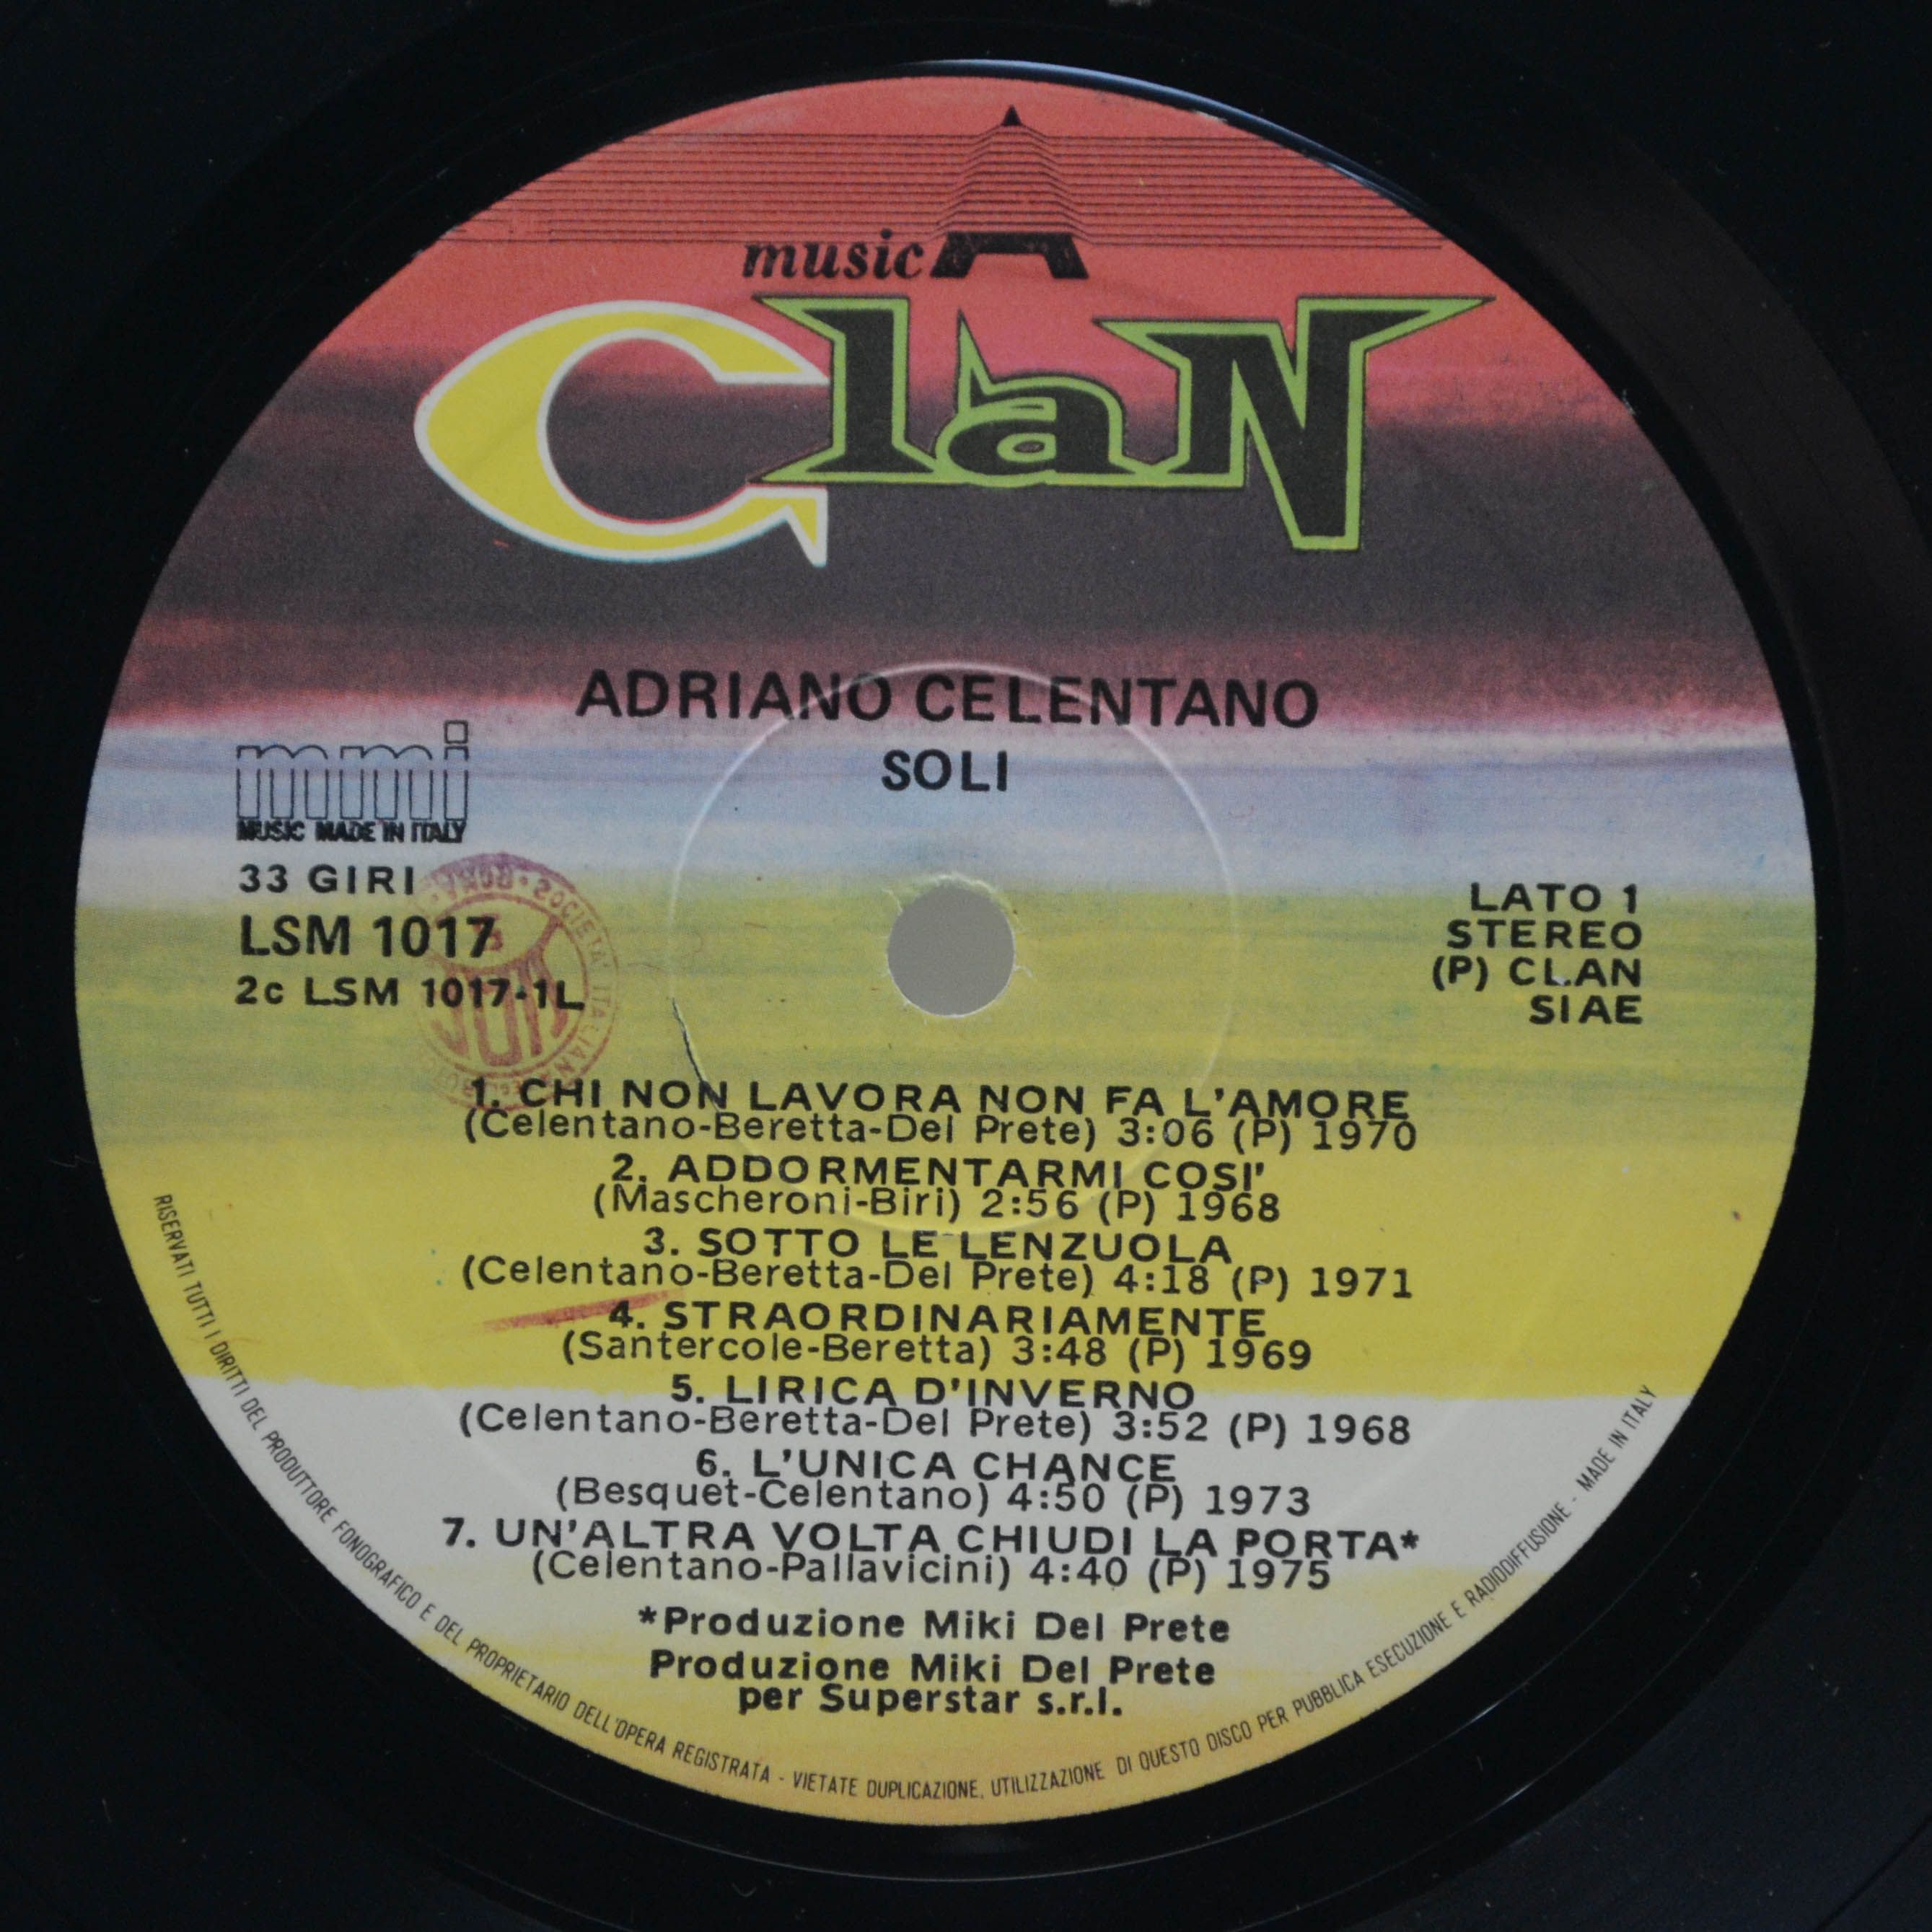 music A
Clan
ADRIANO CELENTANO
SOLI
mmi
MUSIC MADE IN ITALY
33 GIRI
LSM 1017
2c LSM 1017-1L
LATO 1
STEREO
(P) CLAN
SIAE
1. CHI NON LAVORA NON FA L'AMORE
(Celentano-Beretta-Del Prete) 3:06 (P) 1970
2. ADDORMENTARMI COSI'
(Mascheroni-Biri) 2:56 (P) 1968
3. SOTTO LE LENZUOLA
(Celentano-Beretta-Del Prete) 4:18 (P) 1971
4. STRAORDINARIAMENTE
(Santercole-Beretta) 3:48 (P) 1969
5. LIRICA D'INVERNO
(Celentano-Beretta-Del Prete) 3:52 (P) 1968
6. L'UNICA CHANCE
(Besquet-Celentano) 4:50 (P) 1973
7. UN'ALTRA VOLTA CHIUDI LA PORTA*
(Celentano-Pallavicini) 4:40 (P) 1975
*Produzione Miki Del Prete
Produzione Miki Del Prete
per Superstar s.r.l.
RISERVATI TUTTI I DIRITTI DEL PRODUTTORE FONOGRAFICO E DEL PROPRIETARIO DELL'OPERA REGISTRATA - VIETATE DUPLICAZIONE, UTILIZZAZIONE DI QUESTO DISCO PER PUBBLICA ESECUZIONE E RADIODIFFUSIONE - MADE IN ITALY
ROMA · SOCIETA ITALIANA